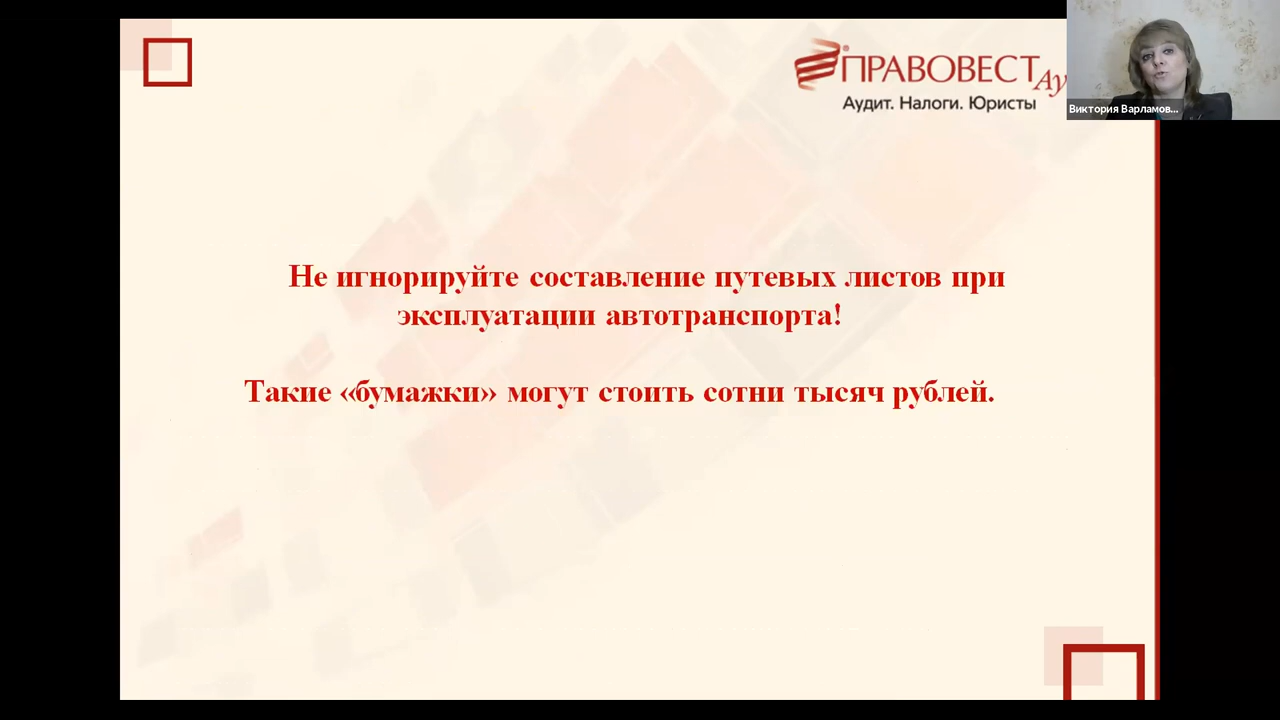 ПРАВОВЕСТ Ау
Аудит. Налоги. Юристы
Виктория Варламов...
Не игнорируйте составление путевых листов при
эксплуатации автотранспорта!
Такие «бумажки» могут стоить сотни тысяч рублей.